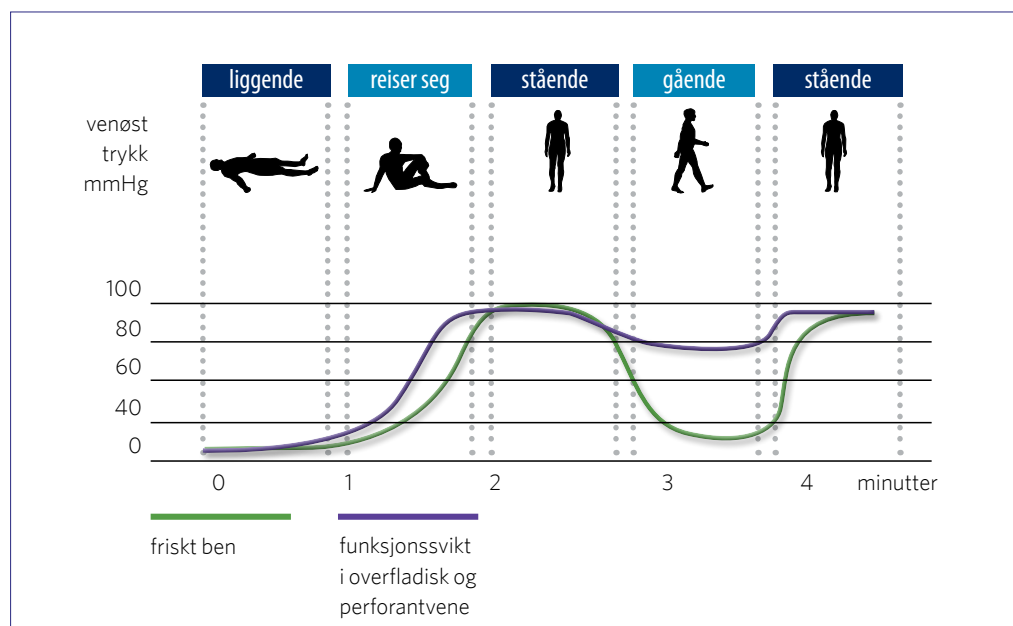 liggende
reiser seg
stående
gående
stående
venøst
trykk
mmHg
100
80
60
40
0
0
1
2
3
4
minutter
friskt ben
funksjonssvikt
i overfladisk og
perforantvene